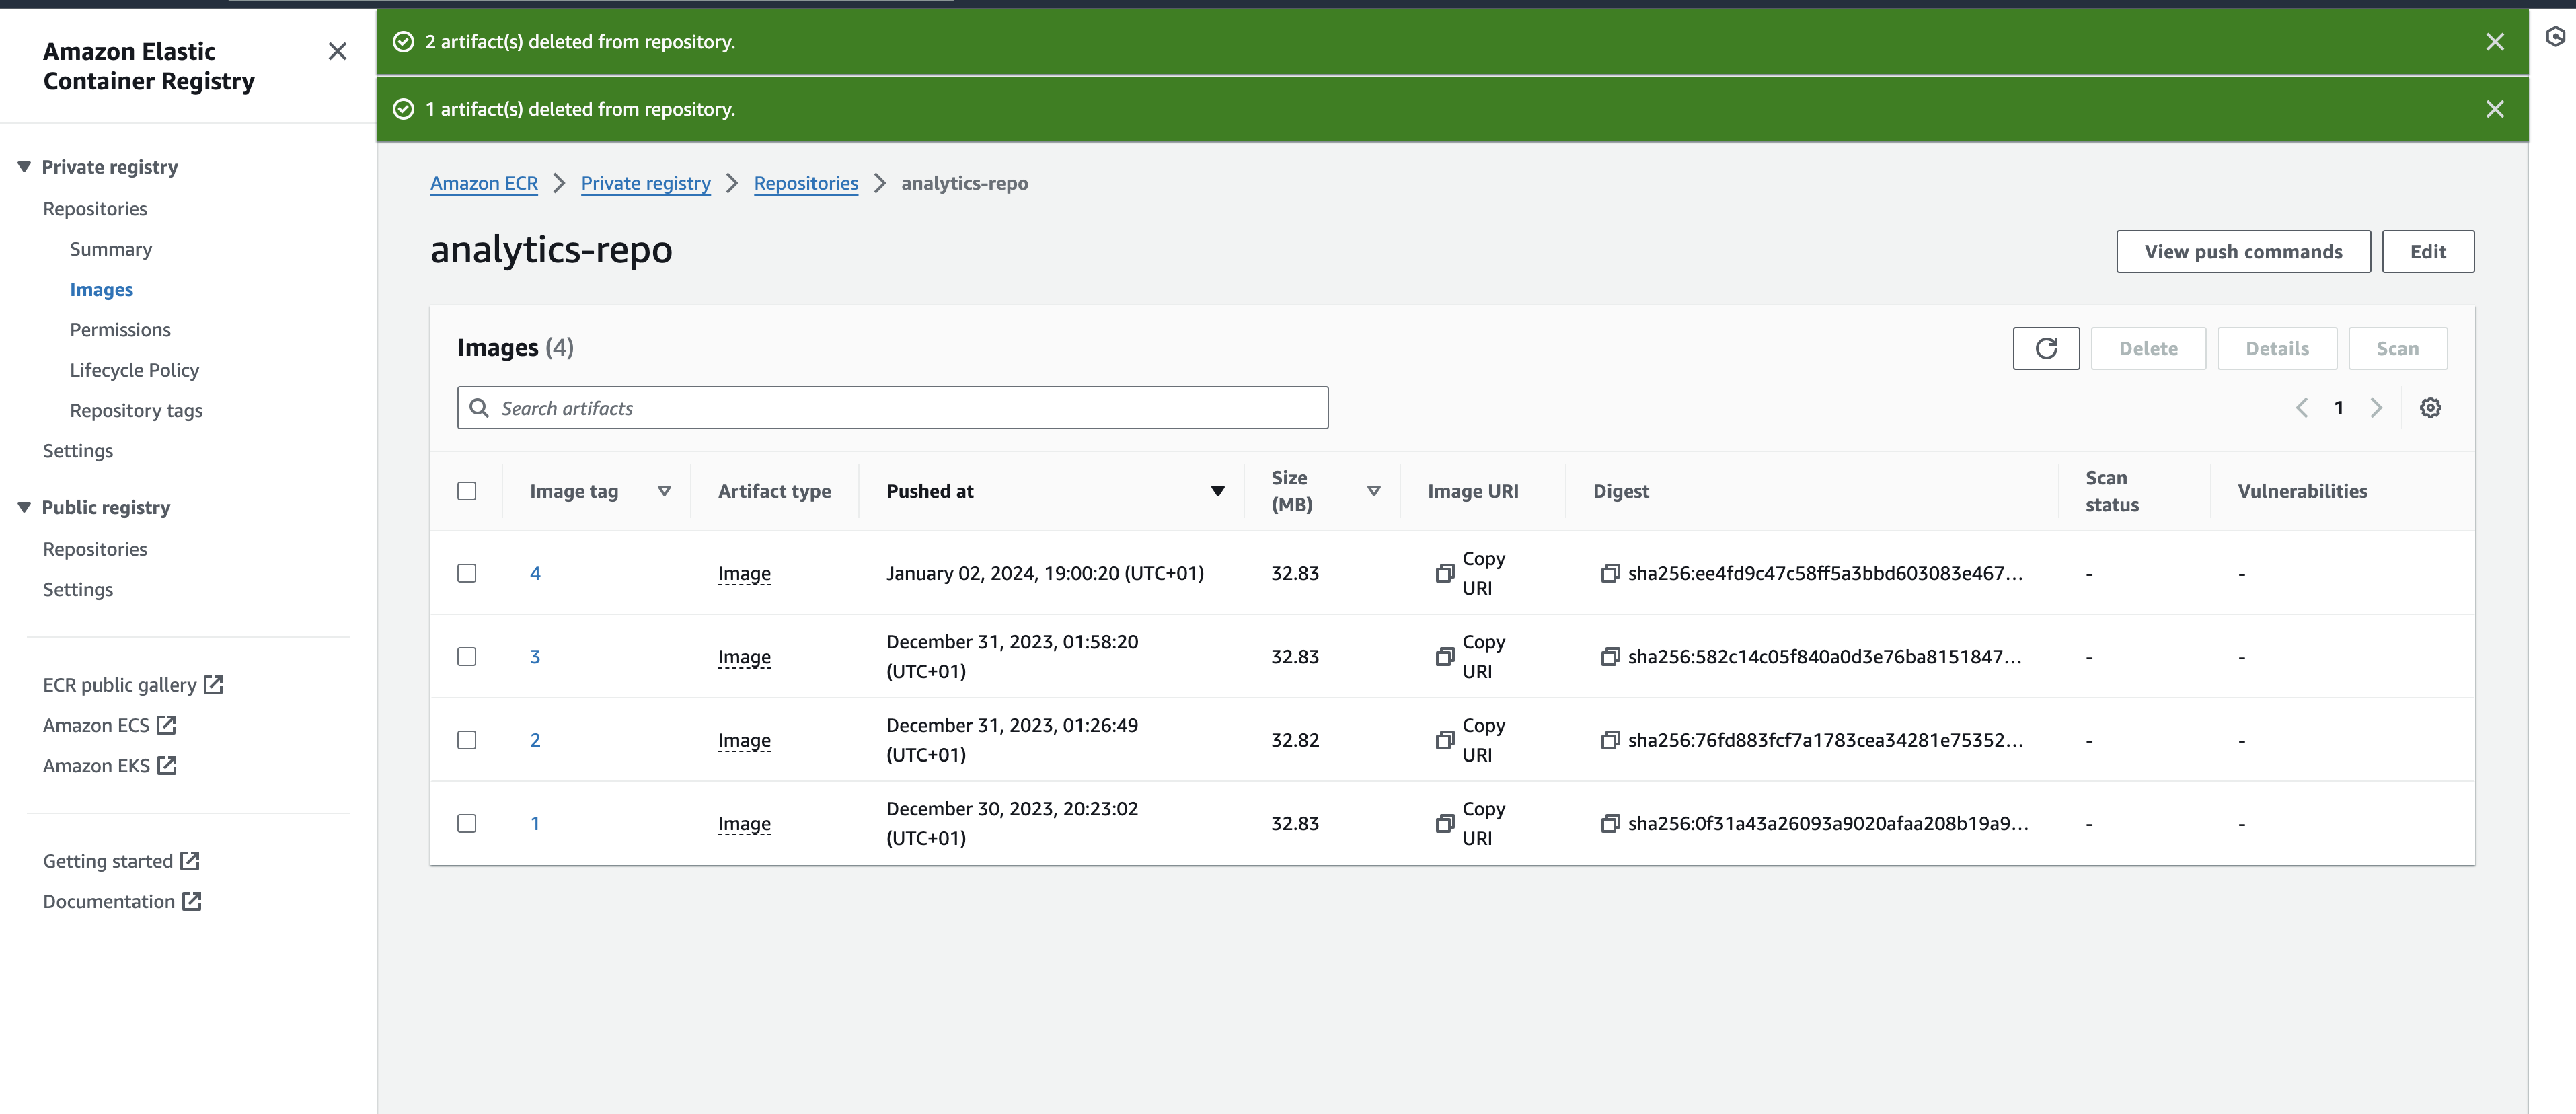 Amazon Elastic
Container Registry
Private registry
Repositories
Summary
Images
Permissions
Lifecycle Policy
Repository tags
Settings
Public registry
Repositories
Settings
ECR public gallery
Amazon ECS
Amazon EKS
Getting started
Documentation
2 artifact(s) deleted from repository.
1 artifact(s) deleted from repository.
Amazon ECR > Private registry > Repositories > analytics-repo
analytics-repo
View push commands Edit
Images (4)
Delete Details Scan
Search artifacts
1
Image tag Artifact type Pushed at Size (MB) Image URI Digest Scan status Vulnerabilities
4 Image January 02, 2024, 19:00:20 (UTC+01) 32.83 Copy URI sha256:ee4fd9c47c58ff5a3bbd603083e467... - -
3 Image December 31, 2023, 01:58:20 (UTC+01) 32.83 Copy URI sha256:582c14c05f840a0d3e76ba8151847... - -
2 Image December 31, 2023, 01:26:49 (UTC+01) 32.82 Copy URI sha256:76fd883fcf7a1783cea34281e75352... - -
1 Image December 30, 2023, 20:23:02 (UTC+01) 32.83 Copy URI sha256:0f31a43a26093a9020afaa208b19a9... - -